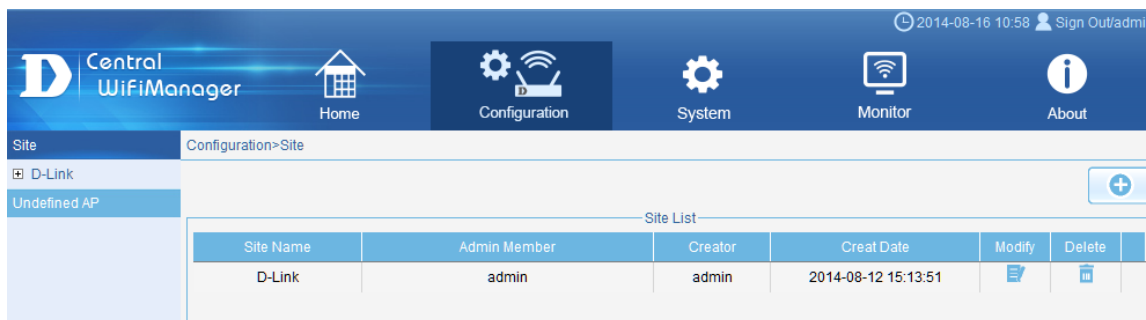 2014-08-16 10:58 Sign Out/admi
D Central
WiFiManager
Home
Configuration
System
Monitor
About
D
Site
Configuration>Site
D-Link
Undefined AP
Site List
Site Name Admin Member Creator Creat Date Modify Delete
D-Link admin admin 2014-08-12 15:13:51